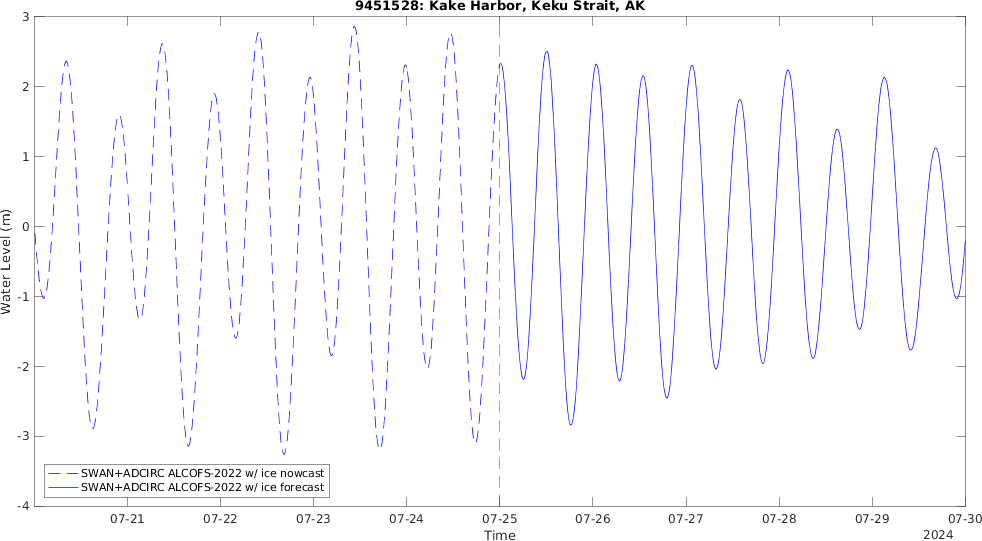 9451528: Kake Harbor, Keku Strait, AK
3
2
1
0
-1
-2
-3
-4
Water Level (m)
SWAN+ADCIRC ALCOFS-2022 w/ ice nowcast
SWAN+ADCIRC ALCOFS-2022 w/ ice forecast
07-21 07-22 07-23 07-24 07-25 07-26 07-27 07-28 07-29 07-30
Time
2024